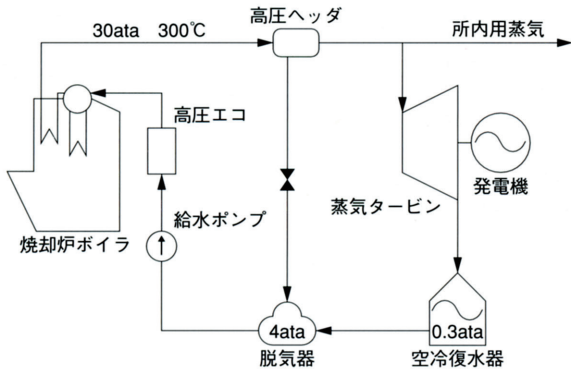 高圧ヘッダ
30ata 300℃
所内用蒸気
高圧エコ
発電機
蒸気タービン
給水ポンプ
焼却炉ボイラ
4ata
0.3ata
脱気器
空冷復水器